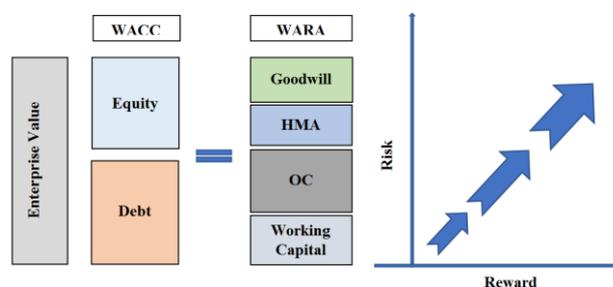 WACC
WARA
Enterprise Value
Equity
Debt
Goodwill
HMA
OC
Working
Capital
Risk
Reward